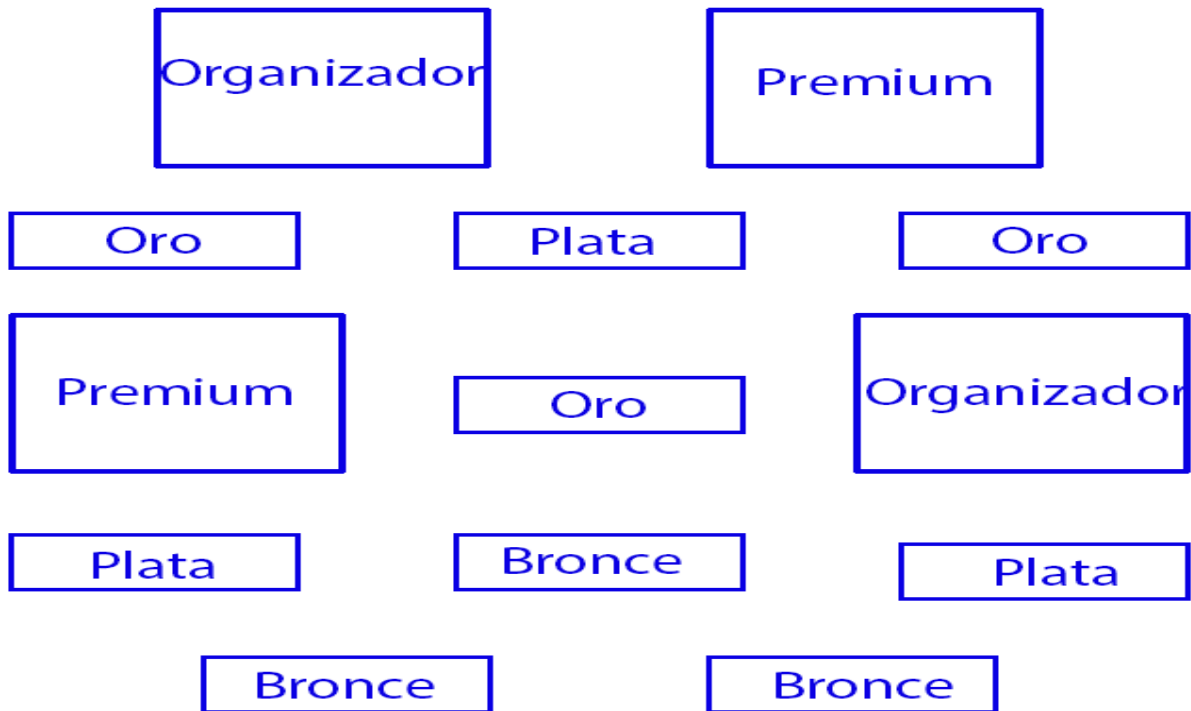 Organizador Premium
Oro Plata Oro
Premium Oro Organizador
Plata Bronce Plata
Bronce Bronce